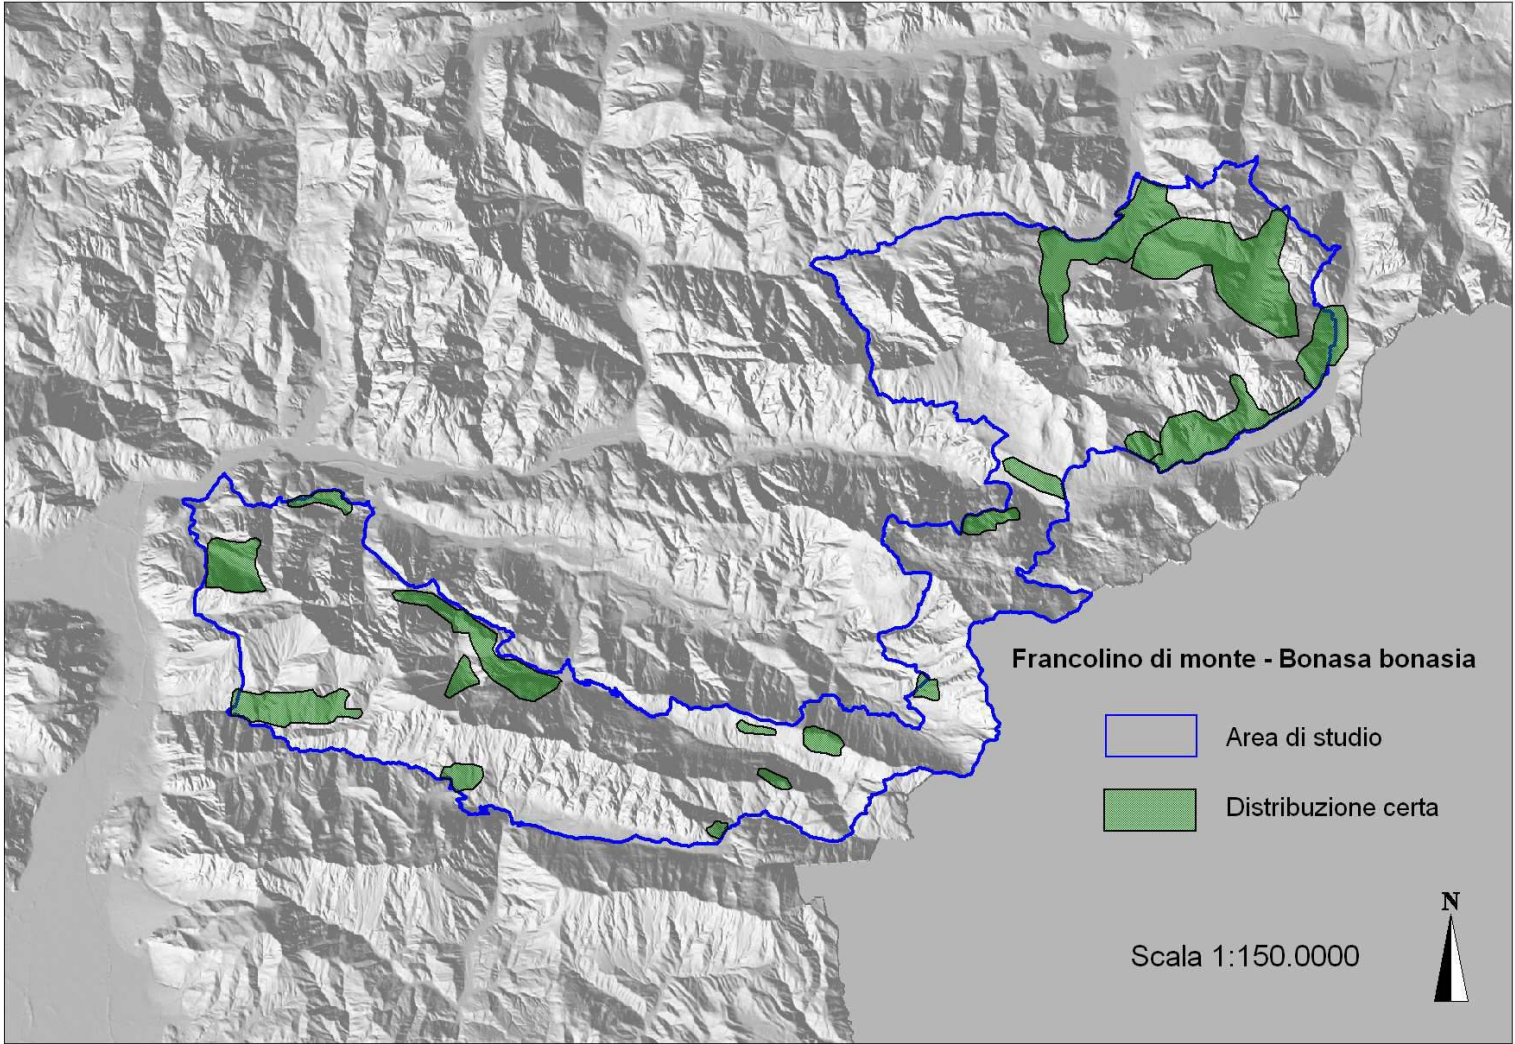 Francolino di monte - Bonasa bonasia
Area di studio
Distribuzione certa
N
Scala 1:150.0000